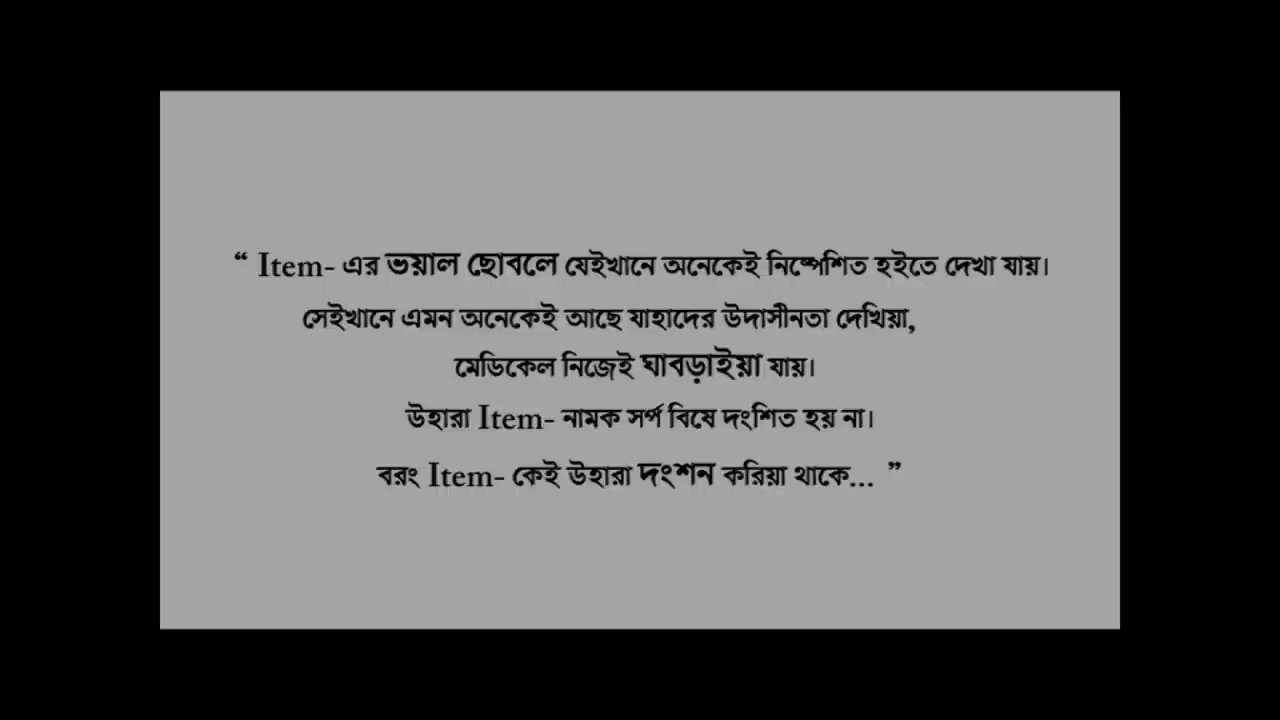 “ Item- এর ভয়াল ছোবলে যেইখানে অনেকেই নিষ্পেশিত হইতে দেখা যায়।
সেইখানে এমন অনেকেই আছে যাহাদের উদাসীনতা দেখিয়া,
মেডিকেল নিজেই ঘাবড়াইয়া যায়।
উহারা Item- নামক সর্প বিষে দংশিত হয় না।
বরং Item- কেই উহারা দংশন করিয়া থাকে... ”